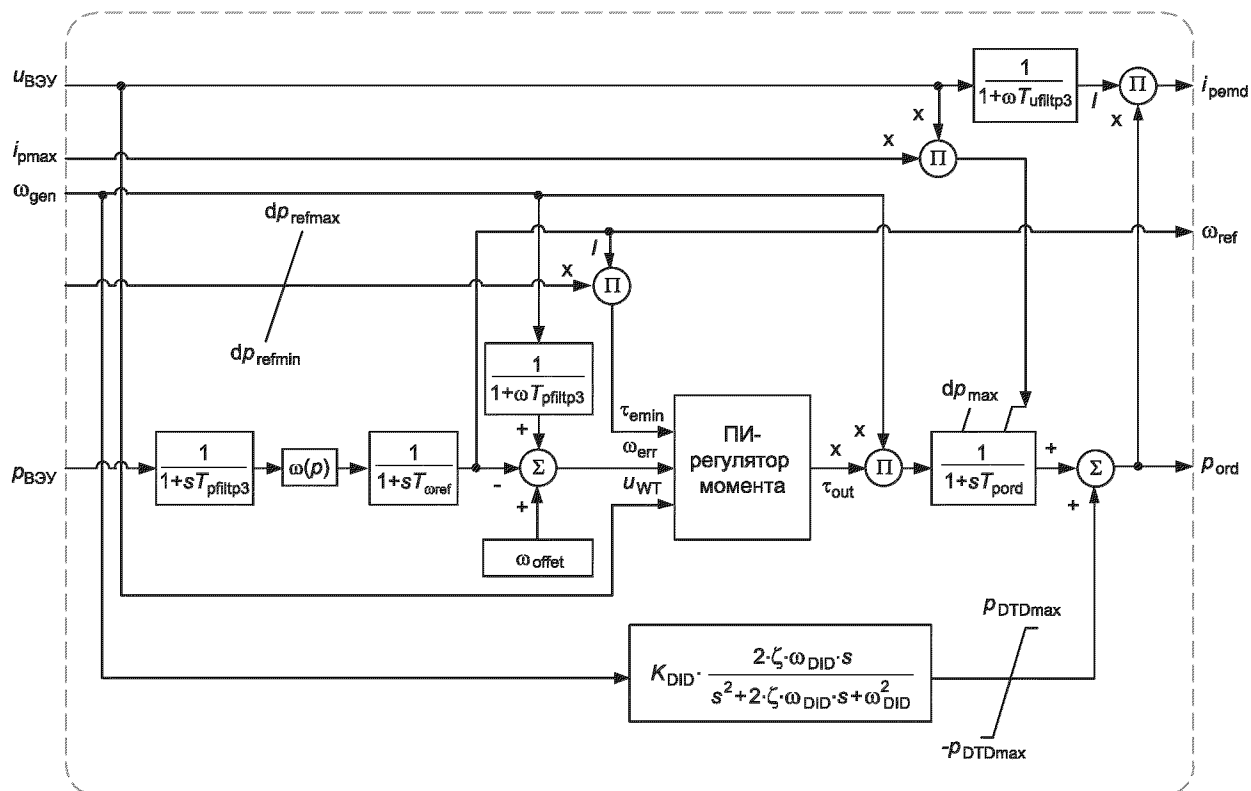 u_ВЭУ
1
1+ωT_ufiltp3
/
П
i_pemd
x
x
i_pmax
x
П
ω_gen
dp_refmax
ω_ref
/
x
П
dp_refmin
1
1+ωT_pfiltp3
τ_emin
dp_max
+
x
p_ВЭУ
1
1+sT_pfiltp3
ω(p)
1
1+sT_ωref
-
Σ
ω_err
ПИ-
регулятор
момента
x
П
τ_out
1
1+sT_pord
+
Σ
p_ord
+
u_WT
+
ω_offet
p_DTDmax
K_DID · 2·ζ·ω_DID·s
s²+2·ζ·ω_DID·s+ω²_DID
-p_DTDmax